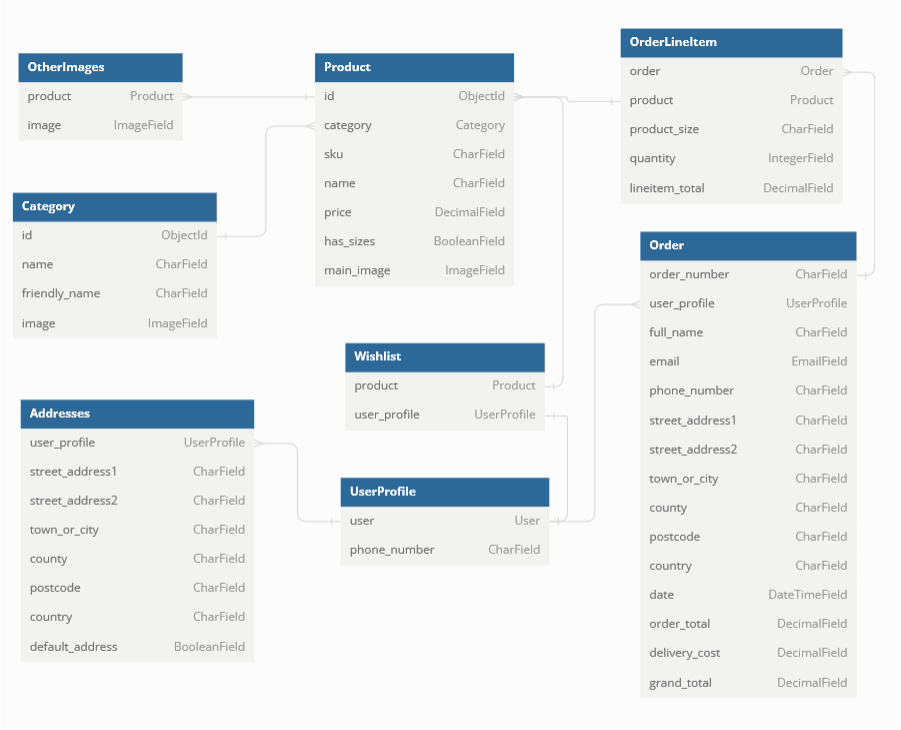 OtherImages
product Product
image ImageField
Product
id ObjectId
category Category
sku CharField
name CharField
price DecimalField
has_sizes BooleanField
main_image ImageField
OrderLineItem
order Order
product Product
product_size CharField
quantity IntegerField
lineitem_total DecimalField
Category
id ObjectId
name CharField
friendly_name CharField
image ImageField
Order
order_number CharField
user_profile UserProfile
full_name CharField
email EmailField
phone_number CharField
street_address1 CharField
street_address2 CharField
town_or_city CharField
county CharField
postcode CharField
country CharField
date DateTimeField
order_total DecimalField
delivery_cost DecimalField
grand_total DecimalField
Wishlist
product Product
user_profile UserProfile
Addresses
user_profile UserProfile
street_address1 CharField
street_address2 CharField
town_or_city CharField
county CharField
postcode CharField
country CharField
default_address BooleanField
UserProfile
user User
phone_number CharField